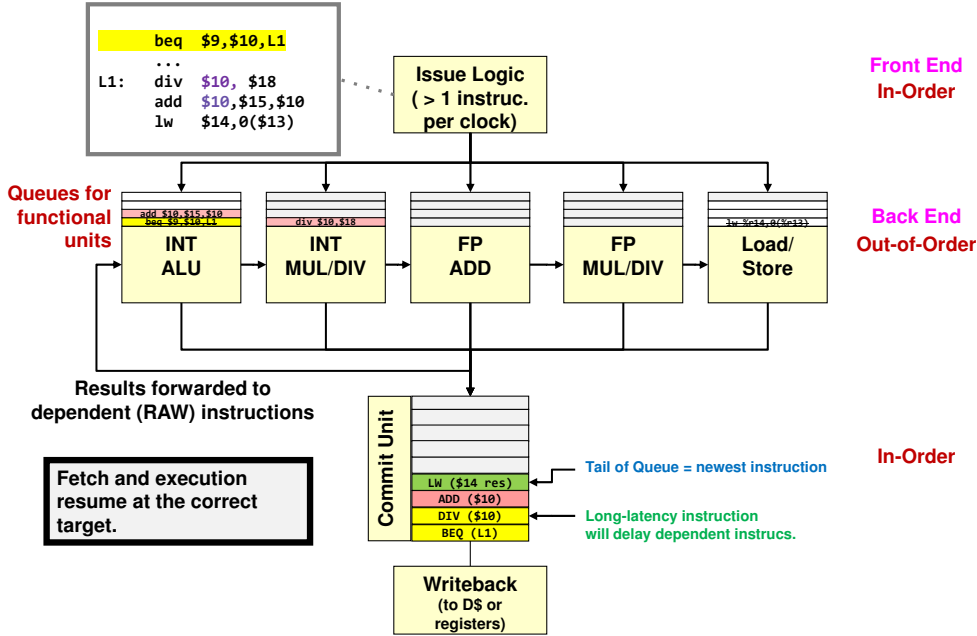 beq $9,$10,L1
...
L1: div $10, $18
add $10,$15,$10
lw $14,0($13)
Issue Logic
( > 1 instruc.
per clock)
Front End
In-Order
Queues for
functional
units
add $10,$15,$10
beq $9,$10,L1
INT
ALU
div $10,$18
INT
MUL/DIV
FP
ADD
FP
MUL/DIV
lw %r14,0(%r13)
Load/
Store
Back End
Out-of-Order
Results forwarded to
dependent (RAW) instructions
Fetch and execution
resume at the correct
target.
Commit Unit
LW ($14 res)
ADD ($10)
DIV ($10)
BEQ (L1)
Tail of Queue = newest instruction
Long-latency instruction
will delay dependent instrucs.
In-Order
Writeback
(to D$ or
registers)